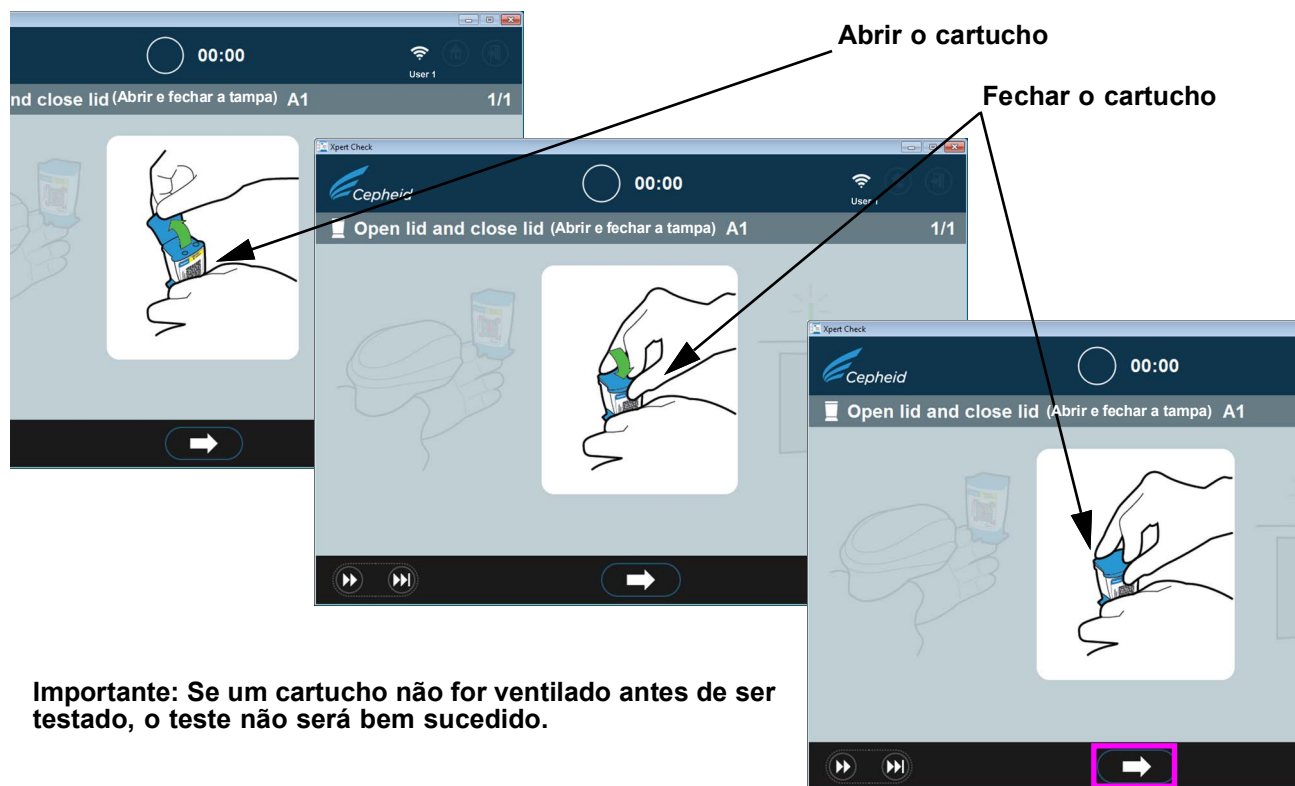 Abrir o cartucho
Fechar o cartucho
00:00
User 1
nd close lid (Abrir e fechar a tampa) A1 1/1
Xpert Check
Cepheid
00:00
User 1
Open lid and close lid (Abrir e fechar a tampa) A1 1/1
Xpert Check
Cepheid
00:00
Open lid and close lid (Abrir e fechar a tampa) A1
Importante: Se um cartucho não for ventilado antes de ser
testado, o teste não será bem sucedido.